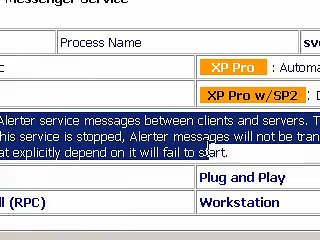 Messenger Service
Process Name
XP Pro : Automa
XP Pro w/SP2 :
Alerter service messages between clients and servers. T
his service is stopped, Alerter messages will not be tran
at explicitly depend on it will fail to start.
Plug and Play
ll (RPC) Workstation